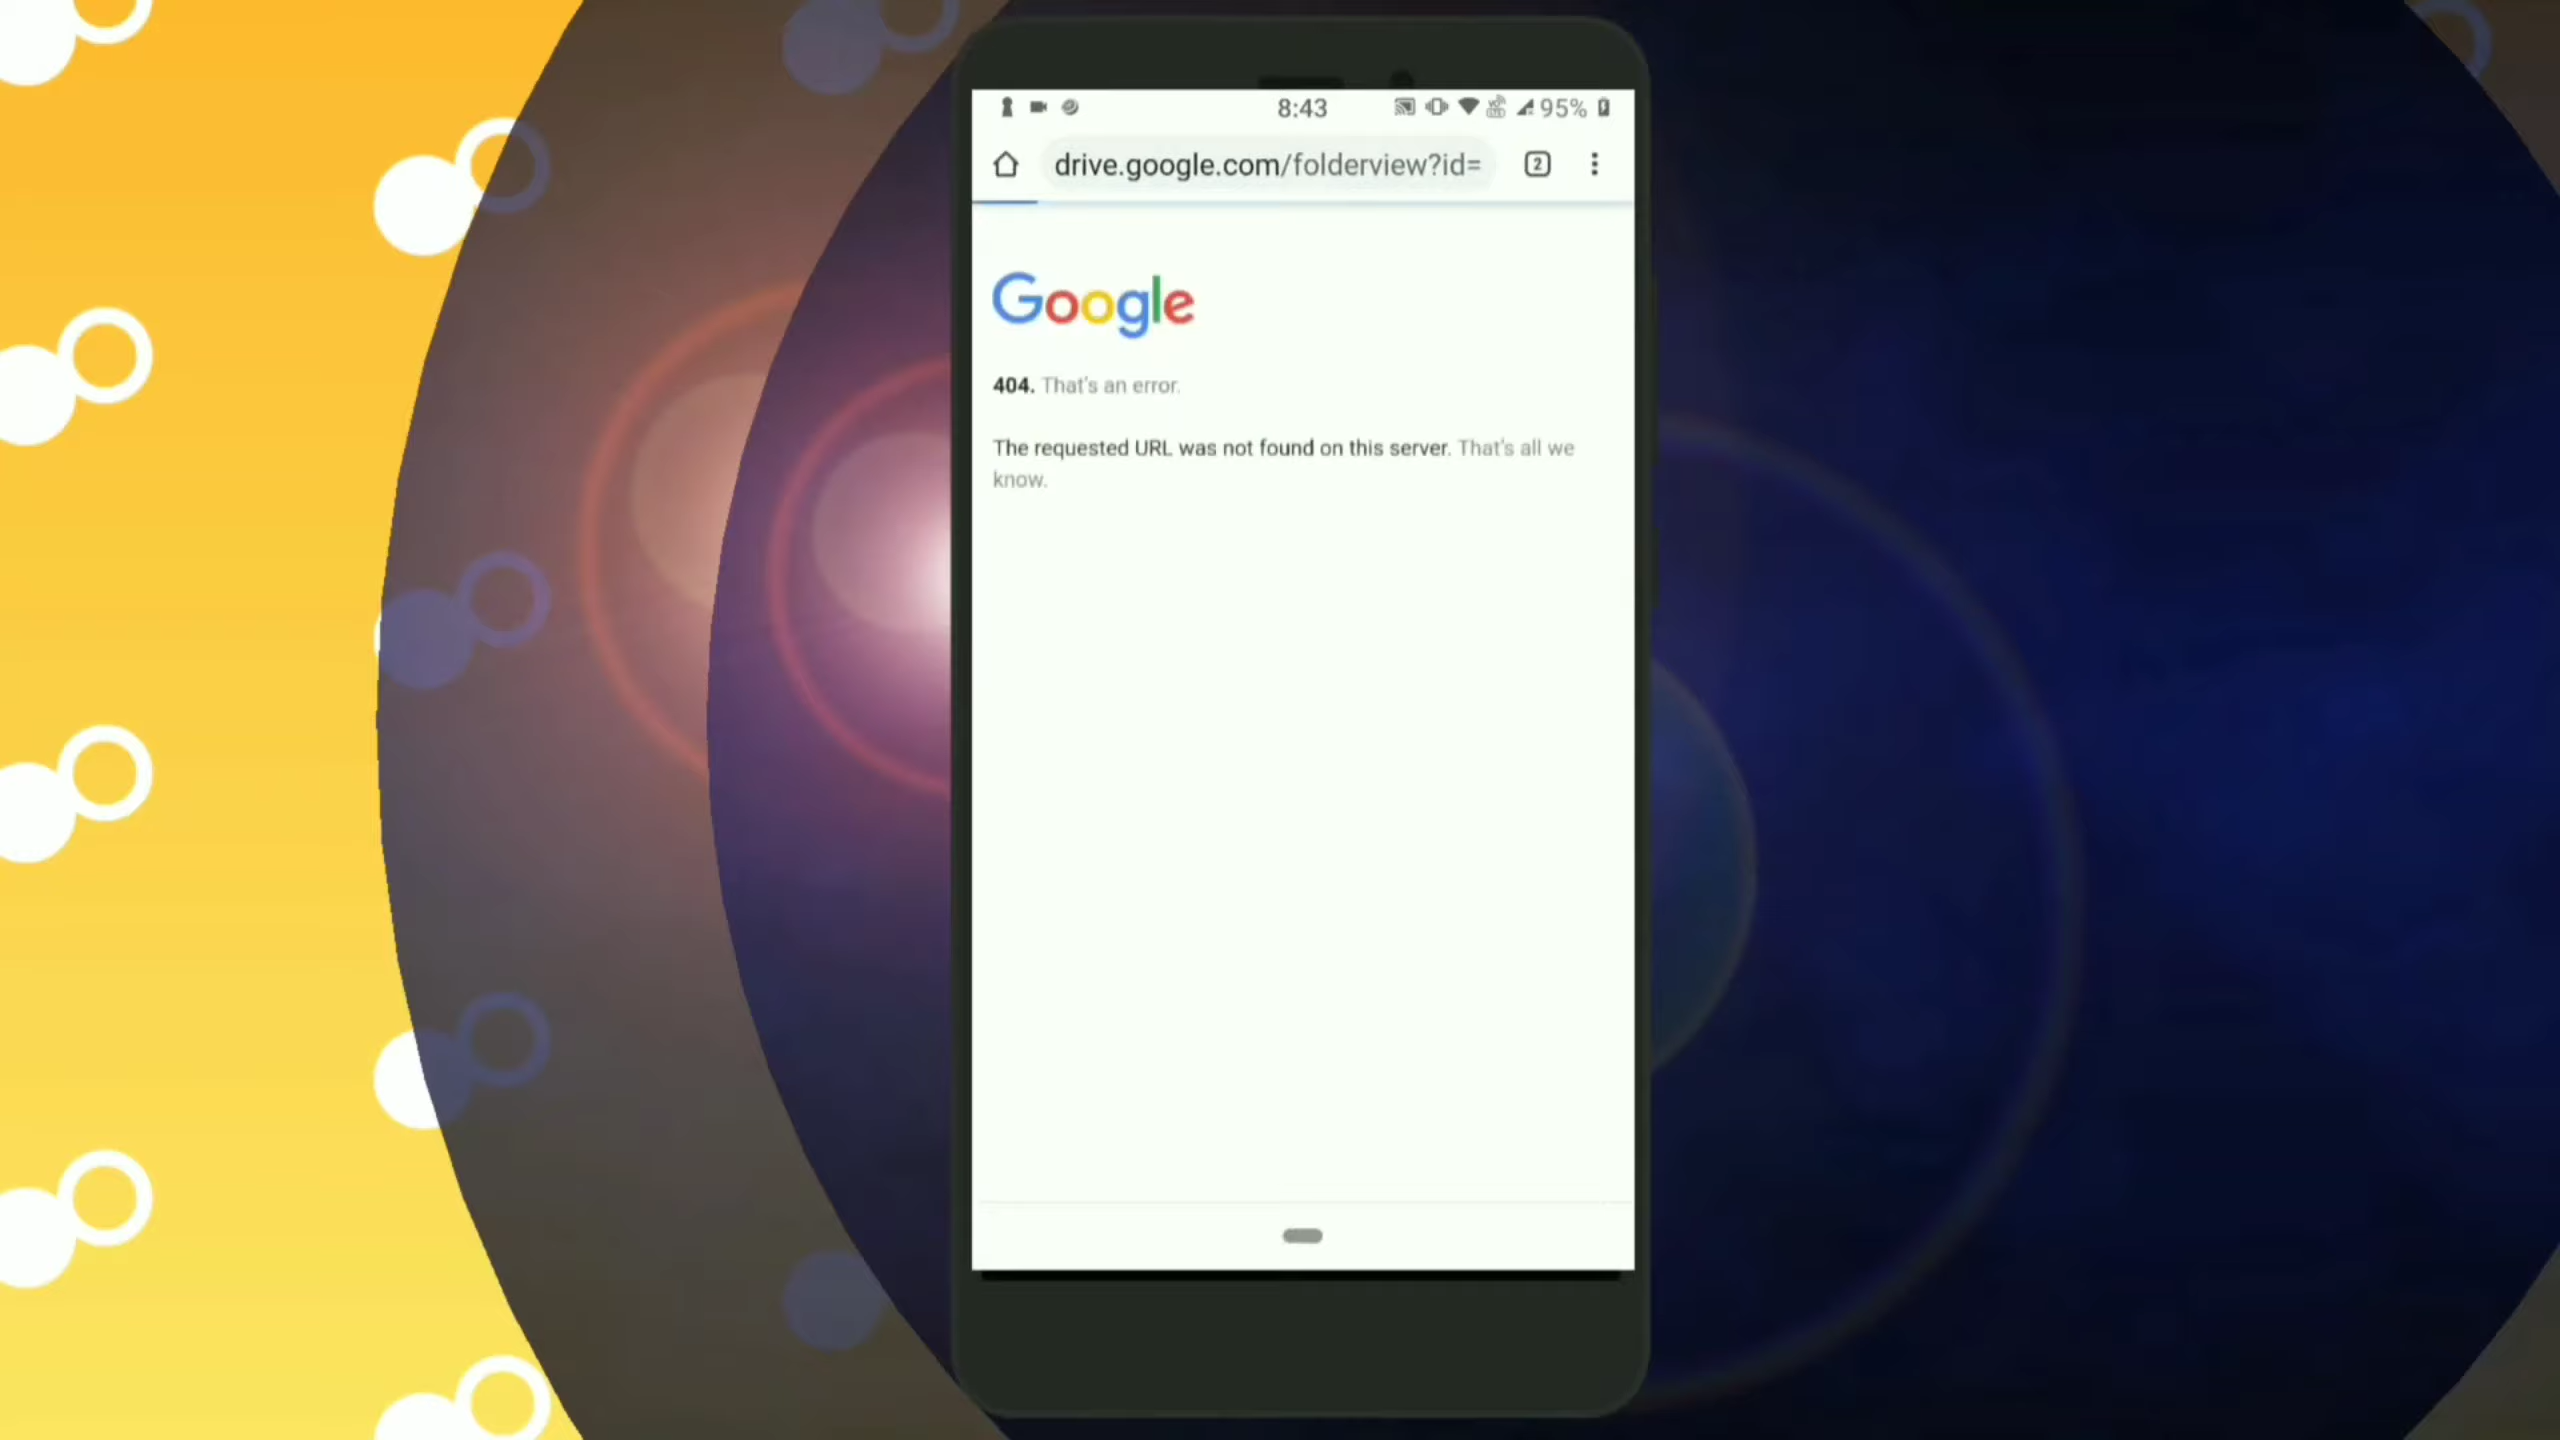 8:43
95%
drive.google.com/folderview?id=
2
Google
404. That's an error.
The requested URL was not found on this server. That's all we
know.